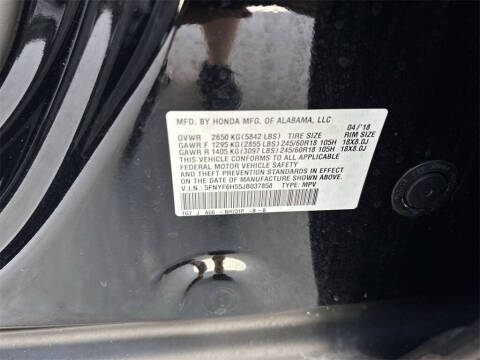 MFD. BY HONDA MFG. OF ALABAMA, LLC 04/'18
GVWR 2650 KG (5842 LBS) TIRE SIZE RIM SIZE
GAWR F 1295 KG (2855 LBS) 245/60R18 105H 18X8.0J
GAWR R 1405 KG (3097 LBS) 245/60R18 105H 18X8.0J
THIS VEHICLE CONFORMS TO ALL APPLICABLE
FEDERAL MOTOR VEHICLE SAFETY
AND THEFT PREVENTION STANDARDS IN EFFECT
ON THE DATE OF MANUFACTURE SHOWN ABOVE.
V.I.N.: 5FNYF6H55JB037858 TYPE: MPV
TG7 J A00 - NH731P -B-B